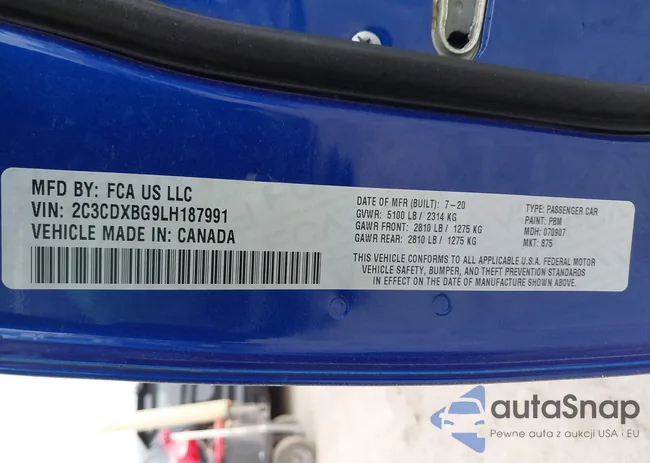 MFD BY: FCA US LLC
VIN: 2C3CDXBG9LH187991
VEHICLE MADE IN: CANADA
DATE OF MFR (BUILT): 7-20
GVWR: 5100 LB / 2314 KG
GAWR FRONT: 2810 LB / 1275 KG
GAWR REAR: 2810 LB / 1275 KG
TYPE: PASSENGER CAR
PAINT: PBM
MDH: 070907
MKT: 875
THIS VEHICLE CONFORMS TO ALL APPLICABLE U.S.A. FEDERAL MOTOR
VEHICLE SAFETY, BUMPER, AND THEFT PREVENTION STANDARDS
IN EFFECT ON THE DATE OF MANUFACTURE SHOWN ABOVE.
autaSnap
Pewne auta z aukcji USA i EU